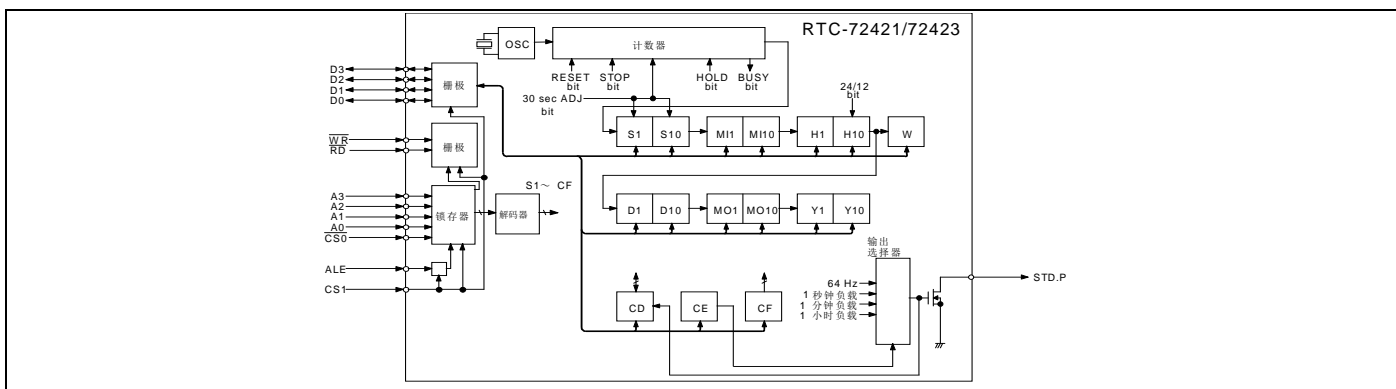 RTC-72421/72423
OSC
计数器
RESET
bit
STOP
bit
HOLD
bit
BUSY
bit
30 sec ADJ
bit
24/12
bit
D3
D2
D1
D0
栅极
WR
RD
栅极
A3
A2
A1
A0
CS0
锁存器
解码器
S1～ CF
ALE
CS1
S1
S10
MI1
MI10
H1
H10
W
D1
D10
MO1
MO10
Y1
Y10
CD
CE
CF
输出
选择器
64 Hz
1 秒钟负载
1 分钟负载
1 小时负载
STD.P